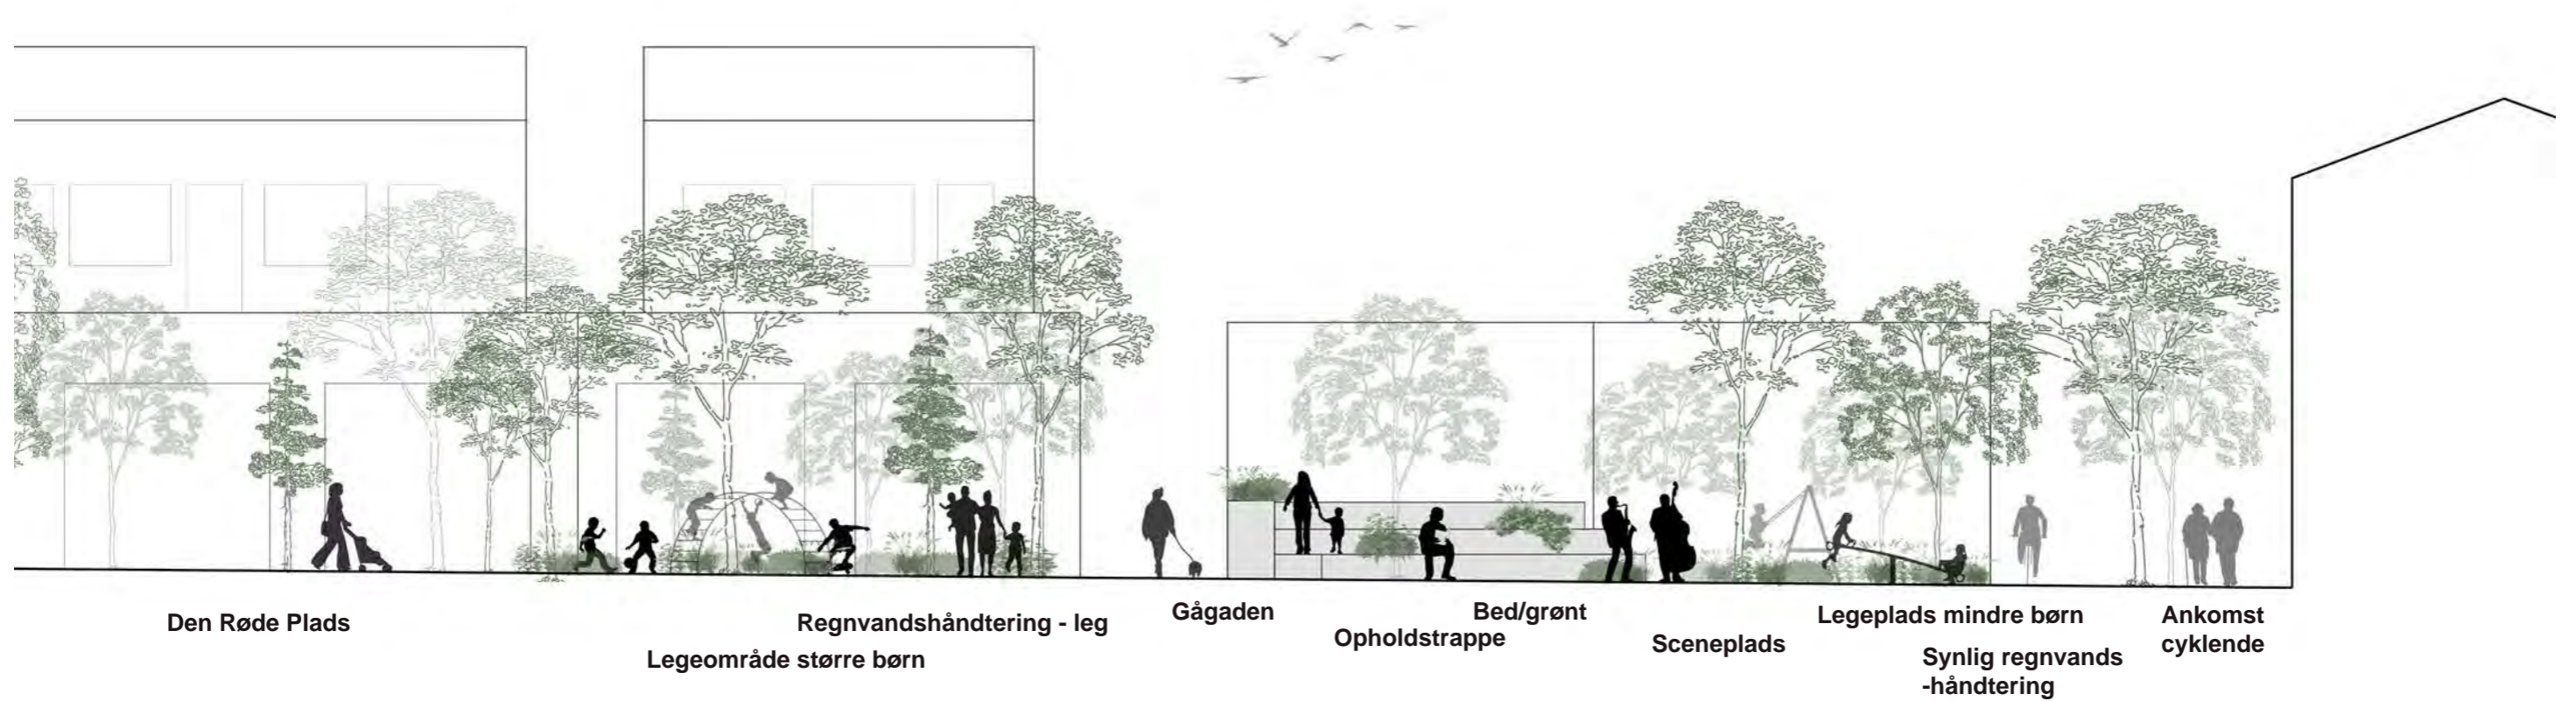 Den Røde Plads
Legeområde større børn
Regnvandshåndtering - leg
Gågaden
Opholdstrappe
Bed/grønt
Sceneplads
Legeplads mindre børn
Synlig regnvands
-håndtering
Ankomst
cyklende